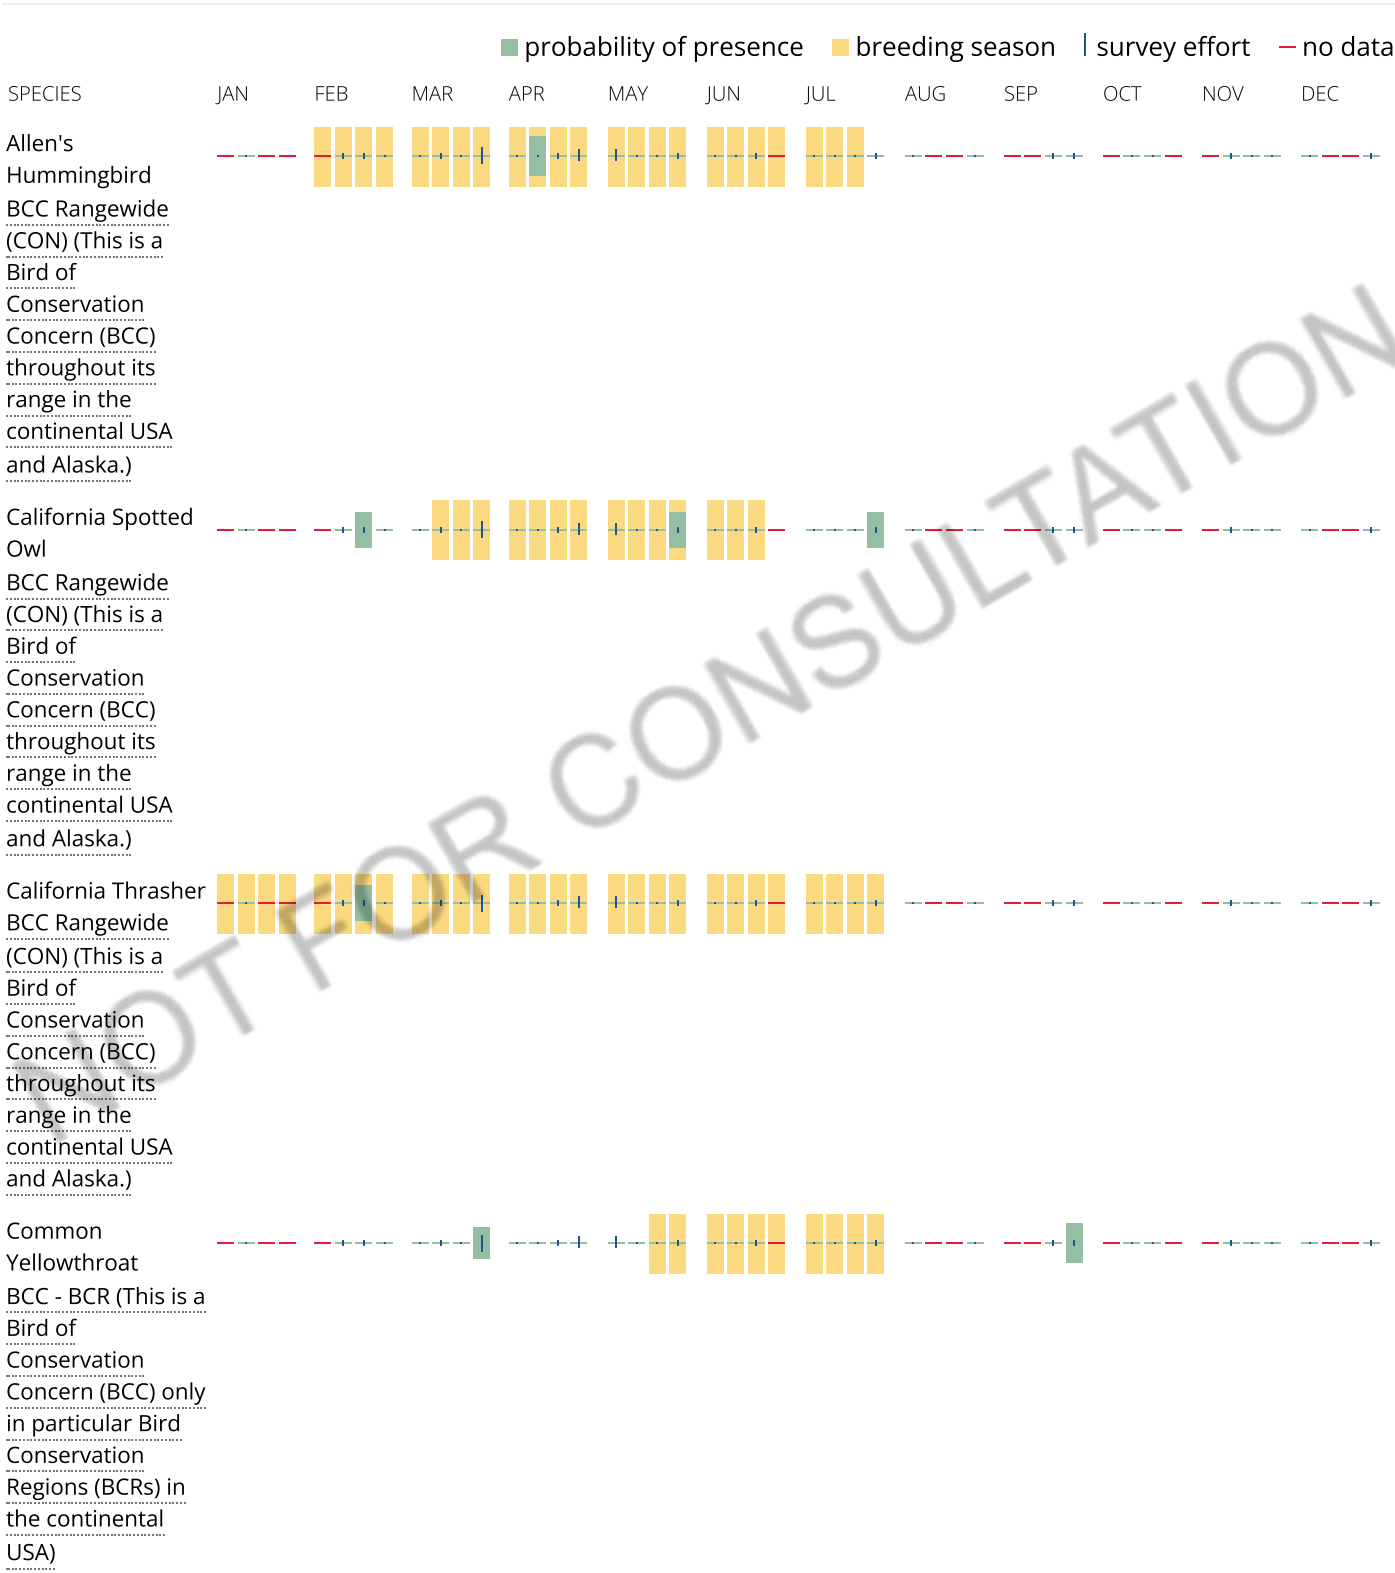 probability of presence breeding season survey effort no data
SPECIES JAN FEB MAR APR MAY JUN JUL AUG SEP OCT NOV DEC
Allen's
Hummingbird
BCC Rangewide
(CON) (This is a
Bird of
Conservation
Concern (BCC)
throughout its
range in the
continental USA
and Alaska.)
California Spotted
Owl
BCC Rangewide
(CON) (This is a
Bird of
Conservation
Concern (BCC)
throughout its
range in the
continental USA
and Alaska.)
California Thrasher
BCC Rangewide
(CON) (This is a
Bird of
Conservation
Concern (BCC)
throughout its
range in the
continental USA
and Alaska.)
Common
Yellowthroat
BCC - BCR (This is a
Bird of
Conservation
Concern (BCC) only
in particular Bird
Conservation
Regions (BCRs) in
the continental
USA)
NOT FOR CONSULTATION